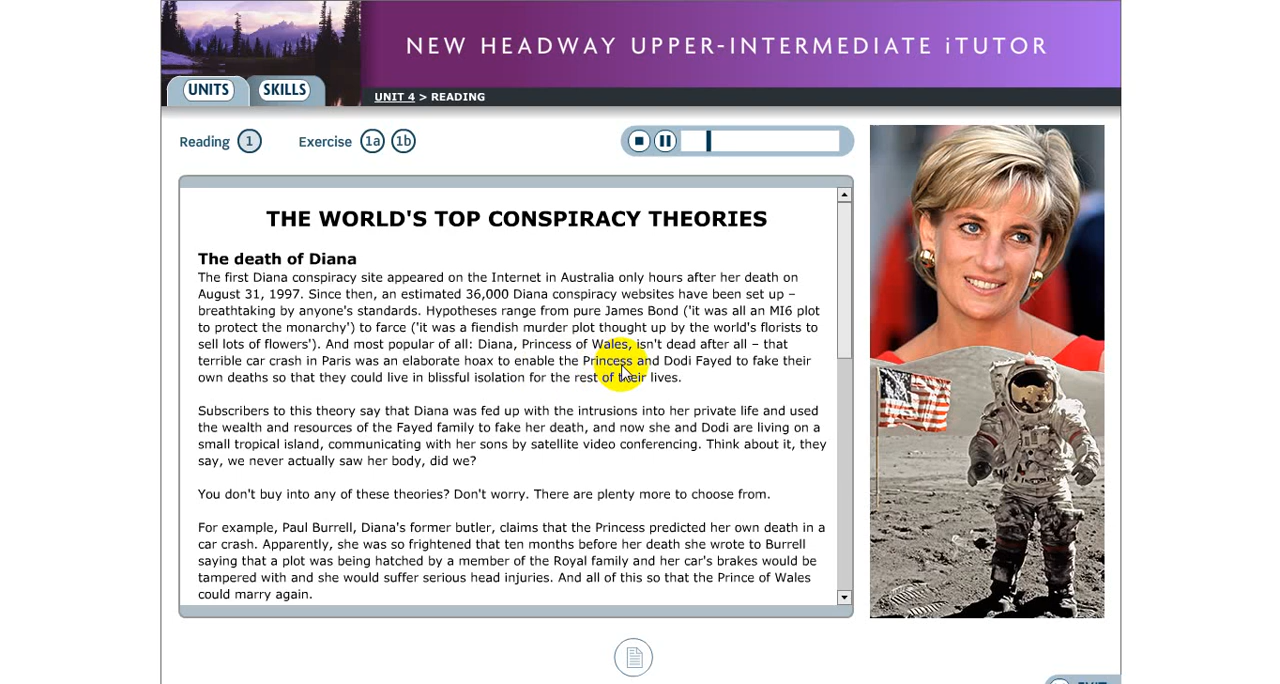 NEW HEADWAY UPPER-INTERMEDIATE iTUTOR
UNITS
SKILLS
UNIT 4 > READING
Reading 1 Exercise 1a 1b
THE WORLD'S TOP CONSPIRACY THEORIES
The death of Diana
The first Diana conspiracy site appeared on the Internet in Australia only hours after her death on
August 31, 1997. Since then, an estimated 36,000 Diana conspiracy websites have been set up –
breathtaking by anyone's standards. Hypotheses range from pure James Bond ('it was all an MI6 plot
to protect the monarchy') to farce ('it was a fiendish murder plot thought up by the world's florists to
sell lots of flowers'). And most popular of all: Diana, Princess of Wales, isn't dead after all – that
terrible car crash in Paris was an elaborate hoax to enable the Princess and Dodi Fayed to fake their
own deaths so that they could live in blissful isolation for the rest of their lives.
Subscribers to this theory say that Diana was fed up with the intrusions into her private life and used
the wealth and resources of the Fayed family to fake her death, and now she and Dodi are living on a
small tropical island, communicating with her sons by satellite video conferencing. Think about it, they
say, we never actually saw her body, did we?
You don't buy into any of these theories? Don't worry. There are plenty more to choose from.
For example, Paul Burrell, Diana's former butler, claims that the Princess predicted her own death in a
car crash. Apparently, she was so frightened that ten months before her death she wrote to Burrell
saying that a plot was being hatched by a member of the Royal family and her car's brakes would be
tampered with and she would suffer serious head injuries. And all of this so that the Prince of Wales
could marry again.